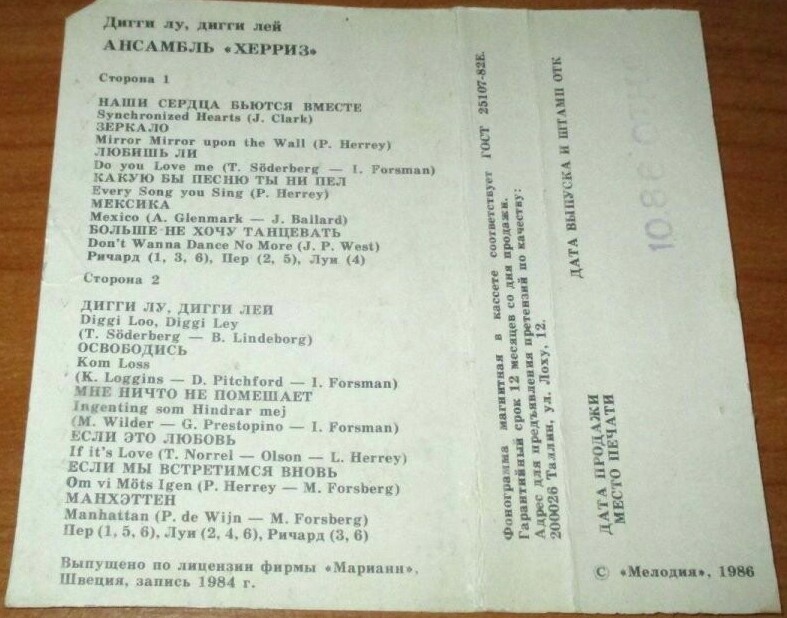 Дигги лу, дигги лей
АНСАМБЛЬ «ХЕРРИЗ»
Сторона 1
НАШИ СЕРДЦА БЬЮТСЯ ВМЕСТЕ
Synchronized Hearts (J. Clark)
ЗЕРКАЛО
Mirror Mirror upon the Wall (P. Herrey)
ЛЮБИШЬ ЛИ
Do you Love me (T. Söderberg — I. Forsman)
КАКУЮ БЫ ПЕСНЮ ТЫ НИ ПЕЛ
Every Song you Sing (P. Herrey)
МЕКСИКА
Mexico (A. Glenmark — J. Ballard)
БОЛЬШЕ НЕ ХОЧУ ТАНЦЕВАТЬ
Don't Wanna Dance No More (J. P. West)
Ричард (1, 3, 6), Пер (2, 5), Луи (4)
Сторона 2
ДИГГИ ЛУ, ДИГГИ ЛЕЙ
Diggi Loo, Diggi Ley
(T. Söderberg — B. Lindeborg)
ОСВОБОДИСЬ
Kom Loss
(K. Loggins — D. Pitchford — I. Forsman)
МНЕ НИЧТО НЕ ПОМЕШАЕТ
Ingenting som Hindrar mej
(M. Wilder — G. Prestopino — I. Forsman)
ЕСЛИ ЭТО ЛЮБОВЬ
If it's Love (T. Norrel — Olson — L. Herrey)
ЕСЛИ МЫ ВСТРЕТИМСЯ ВНОВЬ
Om vi Möts Igen (P. Herrey — M. Forsberg)
МАНХЭТТЕН
Manhattan (P. de Wijn — M. Forsberg)
Пер (1, 5, 6), Луи (2, 4, 6), Ричард (3, 6)
Выпущено по лицензии фирмы «Марианн».
Швеция, запись 1984 г.
Фонограмма магнитная в кассете соответствует ГОСТ 25107-82Е.
Гарантийный срок 12 месяцев со дня продажи.
Адрес для предъявления претензий по качеству:
200026 Таллин, ул. Лоху, 12.
ДАТА ВЫПУСКА И ШТАМП ОТК
10.86
ДАТА ПРОДАЖИ
МЕСТО ПЕЧАТИ
© «Мелодия», 1986